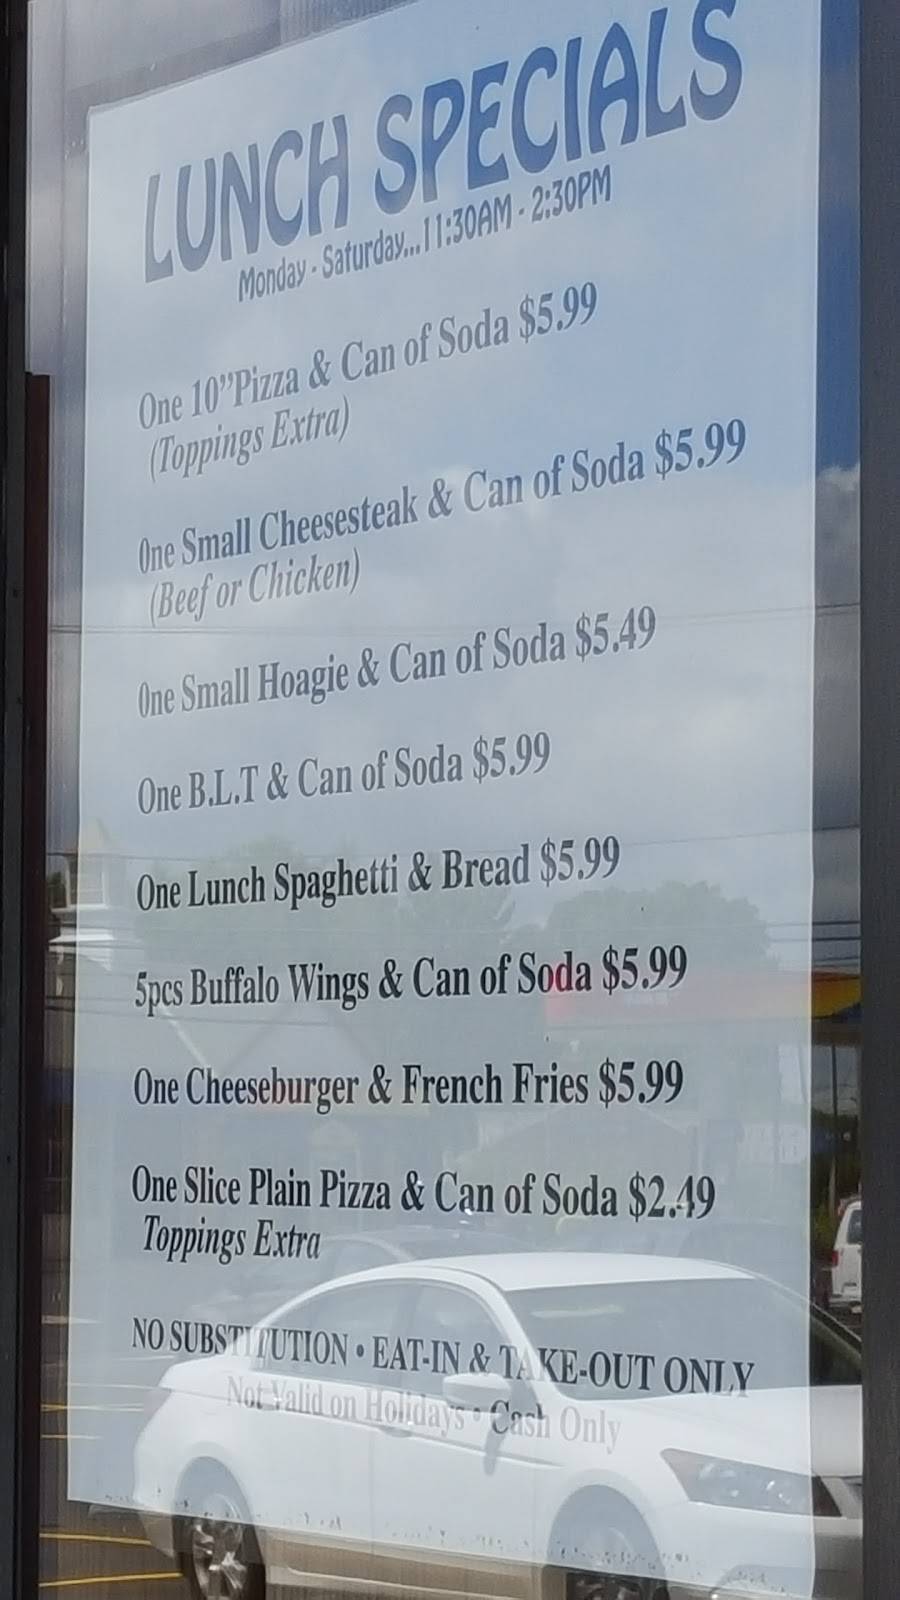 LUNCH SPECIALS
Monday - Saturday...11:30AM - 2:30PM
One 10”Pizza & Can of Soda $5.99
(Toppings Extra)
One Small Cheesesteak & Can of Soda $5.99
(Beef or Chicken)
One Small Hoagie & Can of Soda $5.49
One B.L.T & Can of Soda $5.99
One Lunch Spaghetti & Bread $5.99
5pcs Buffalo Wings & Can of Soda $5.99
One Cheeseburger & French Fries $5.99
One Slice Plain Pizza & Can of Soda $2.49
Toppings Extra
NO SUBSTITUTION • EAT-IN & TAKE-OUT ONLY
Not Valid on Holidays • Cash Only